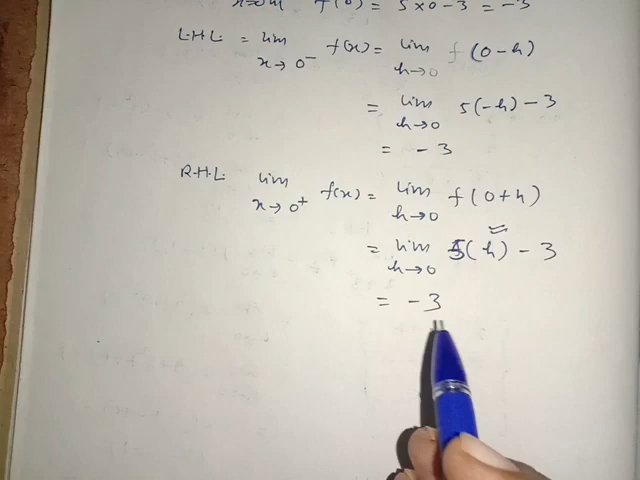 f(0) = 5 x 0 - 3 = -3
L.H.L. = lim x→0⁻ f(x) = lim h→0 f(0-h)
= lim h→0 5(-h) - 3
= -3
R.H.L. lim x→0⁺ f(x) = lim h→0 f(0+h)
= lim h→0 5(h) - 3
= -3